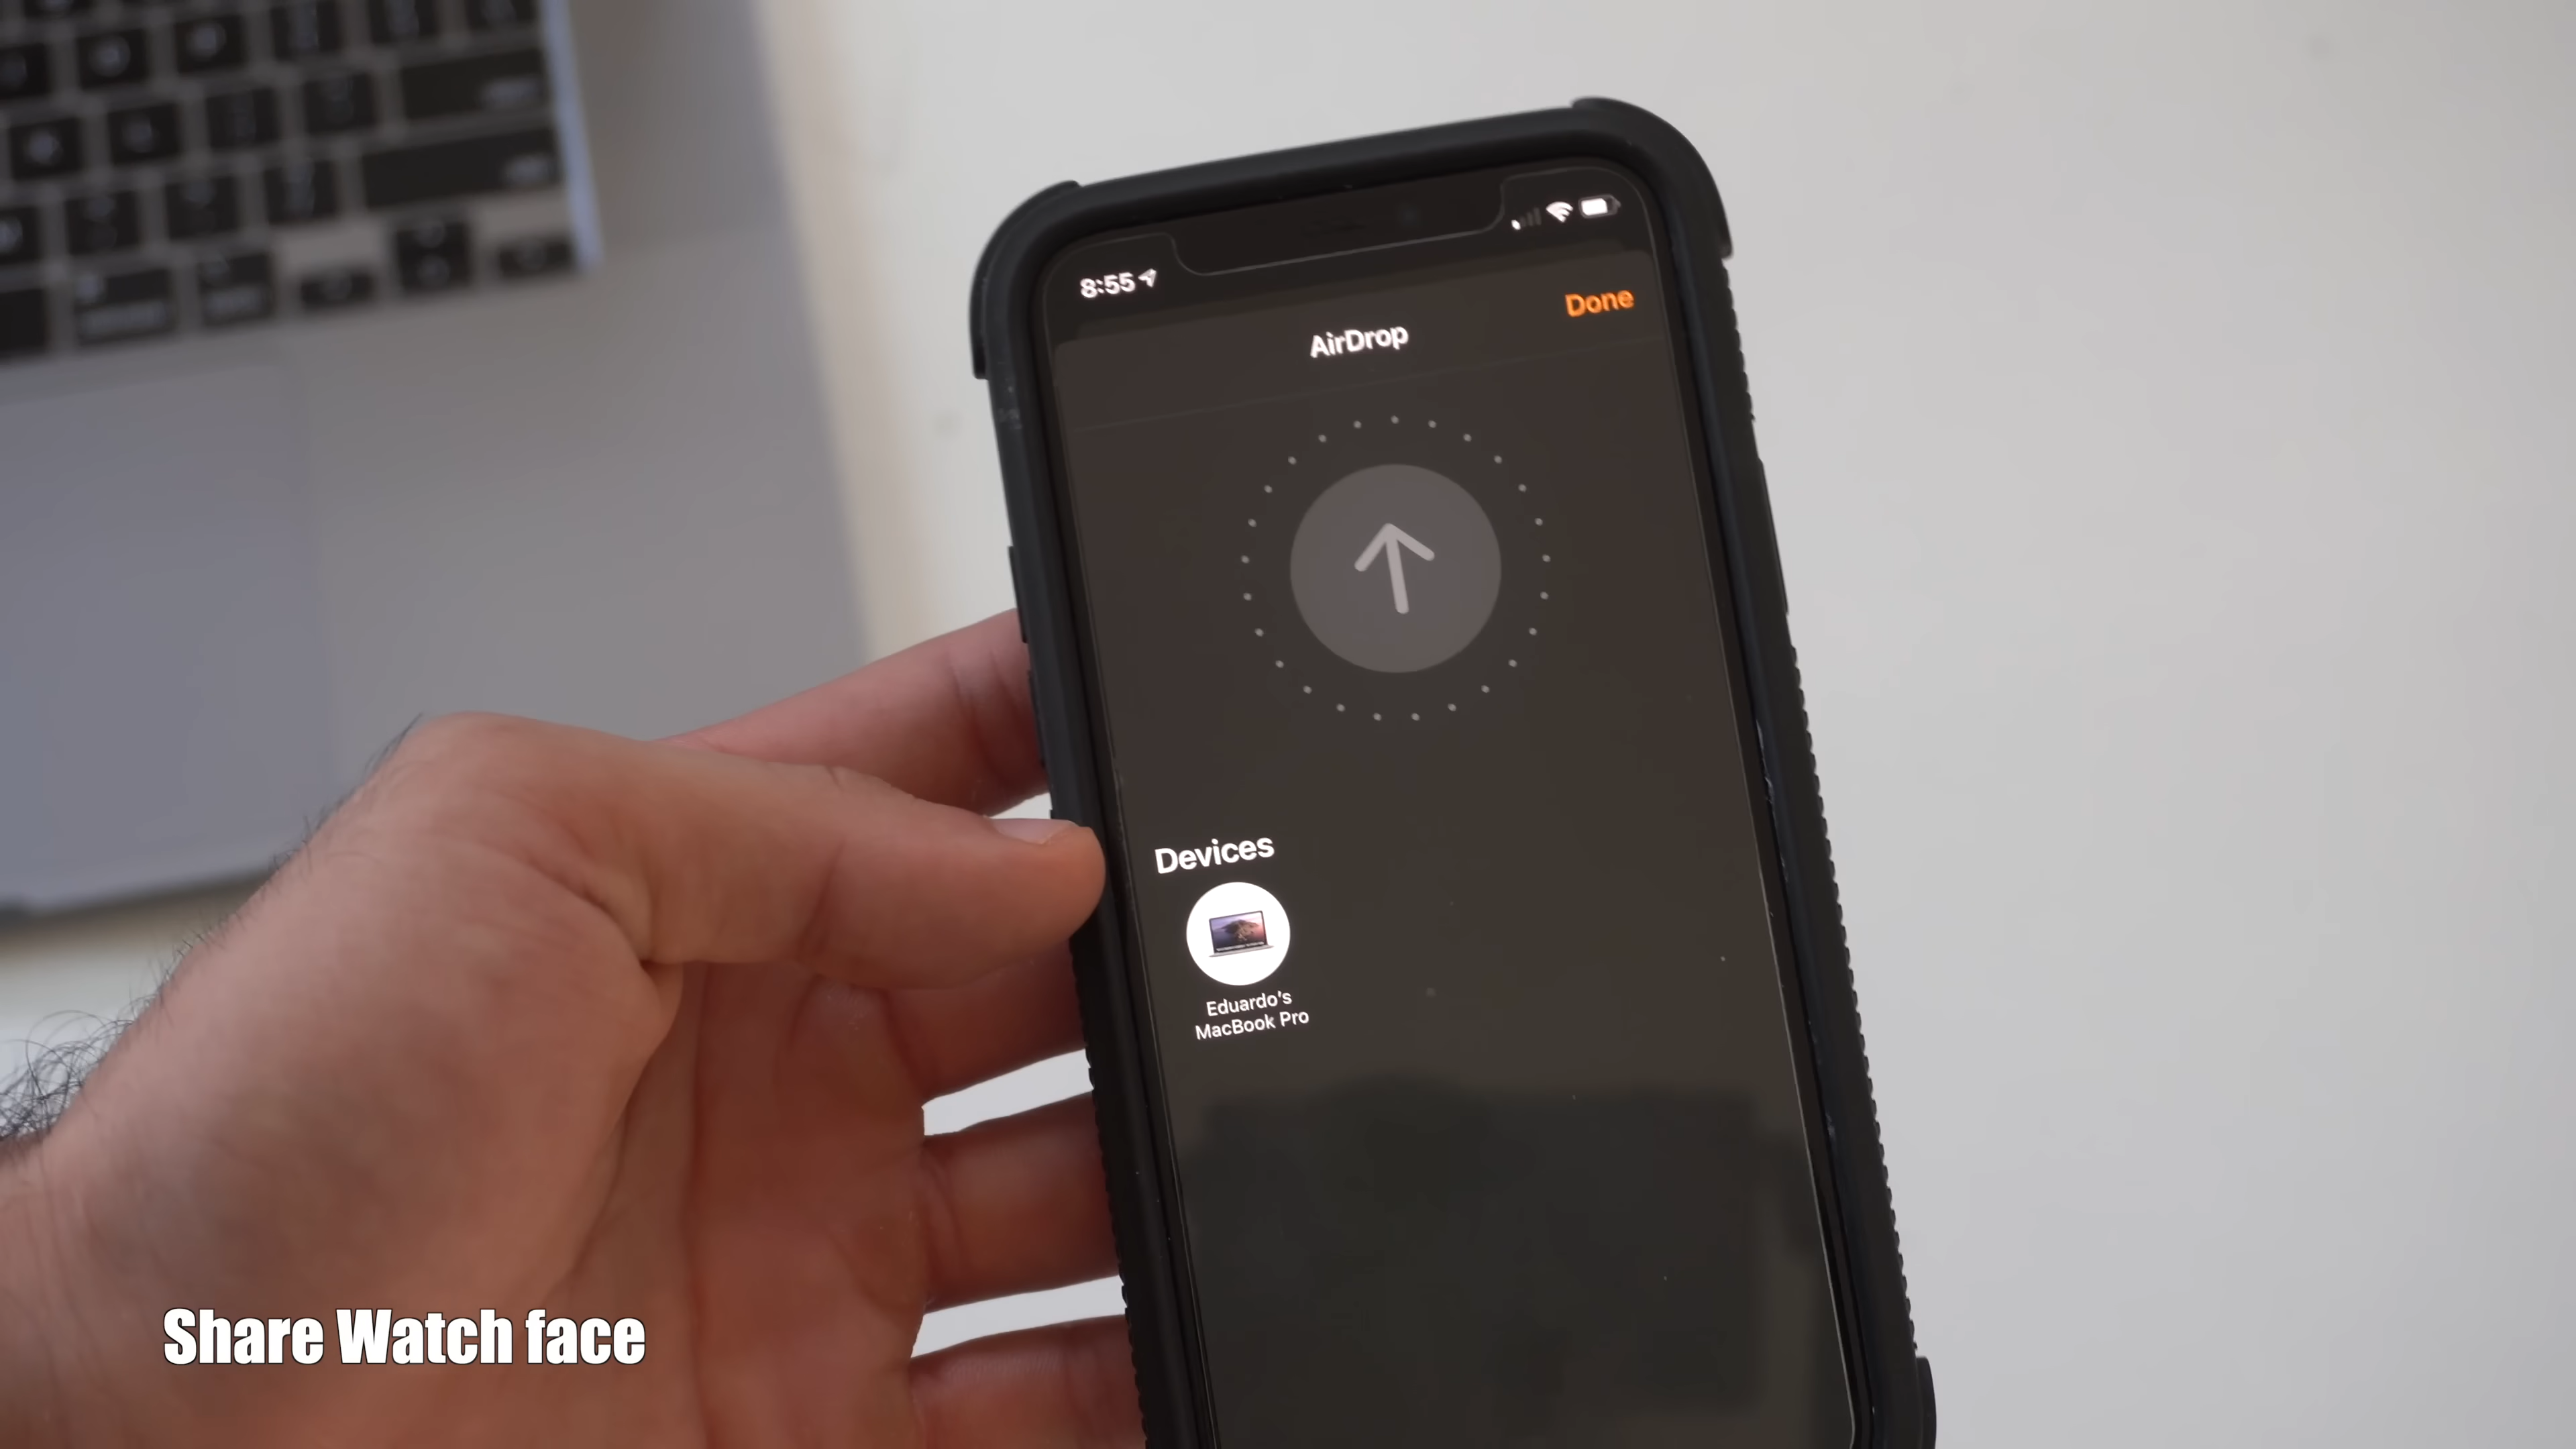 8:55
Done
AirDrop
Devices
Eduardo's
MacBook Pro
Share Watch face